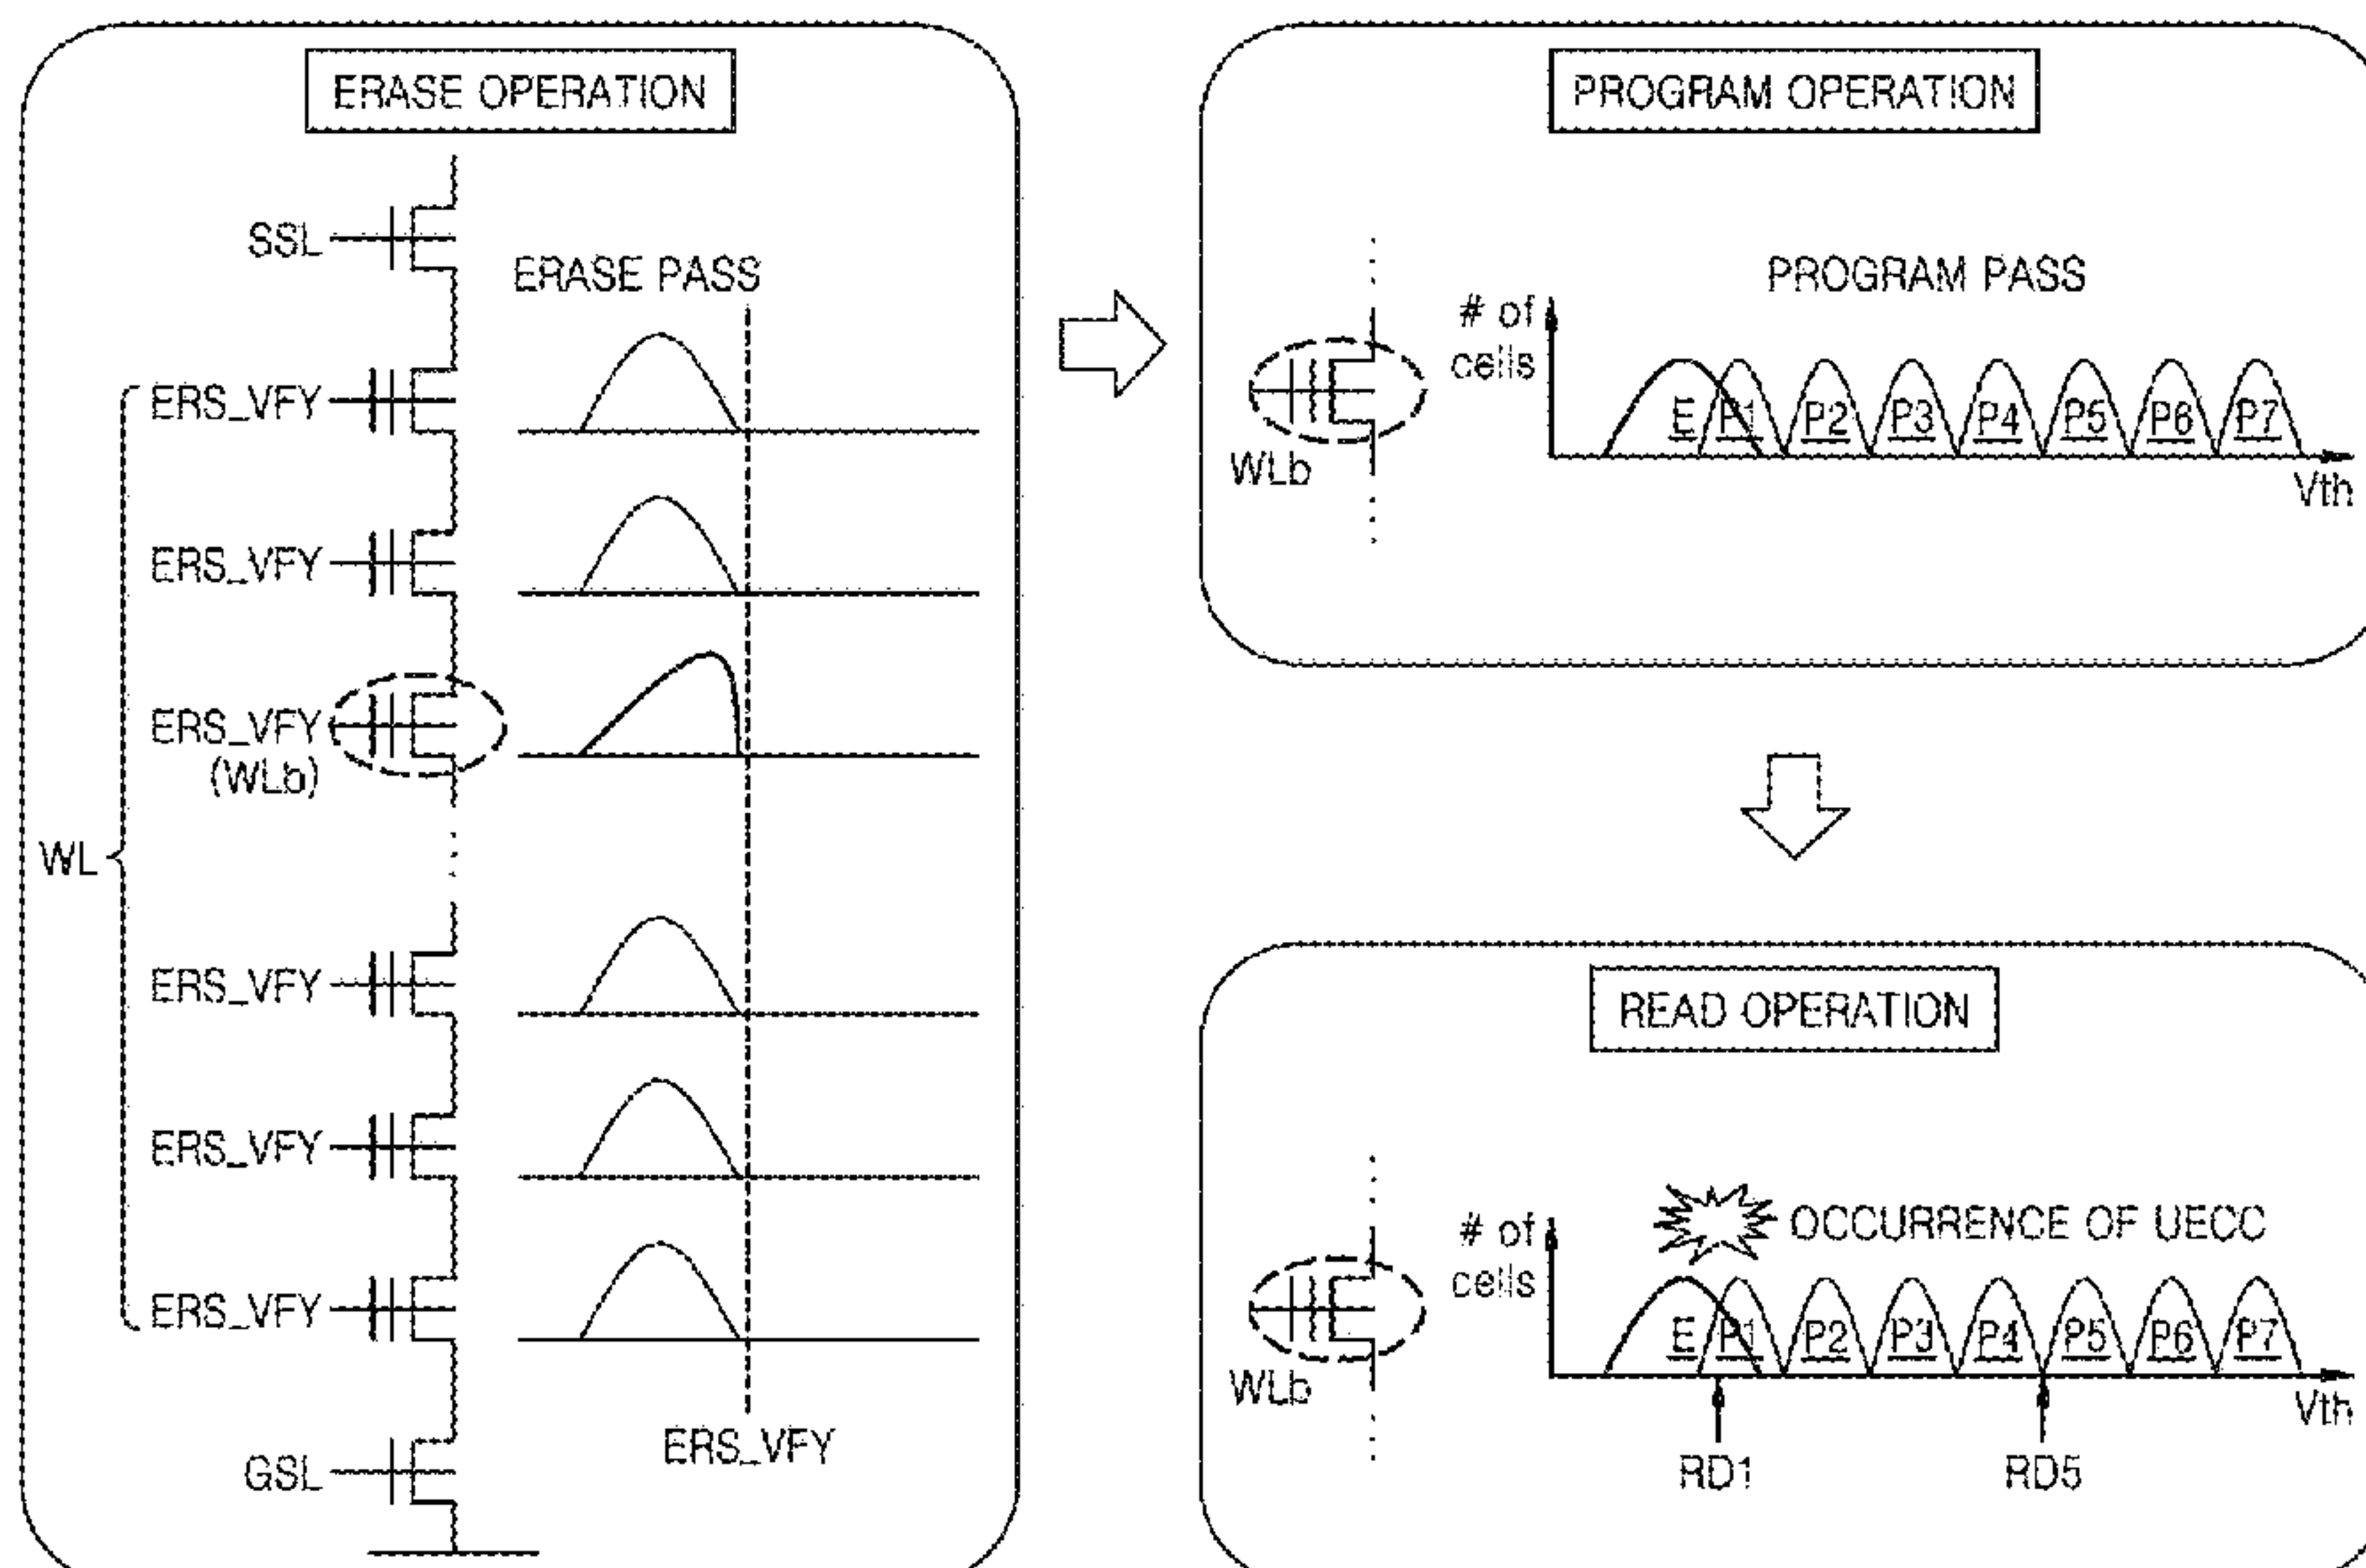 ERASE OPERATION
SSL
ERASE PASS
ERS_VFY
ERS_VFY
ERS_VFY
(WLb)
WL
ERS_VFY
ERS_VFY
ERS_VFY
ERS_VFY
GSL
PROGRAM OPERATION
PROGRAM PASS
# of
cells
E P1 P2 P3 P4 P5 P6 P7
WLb
Vth
READ OPERATION
OCCURRENCE OF UECC
# of
cells
E P1 P2 P3 P4 P5 P6 P7
WLb
Vth
RD1 RD5